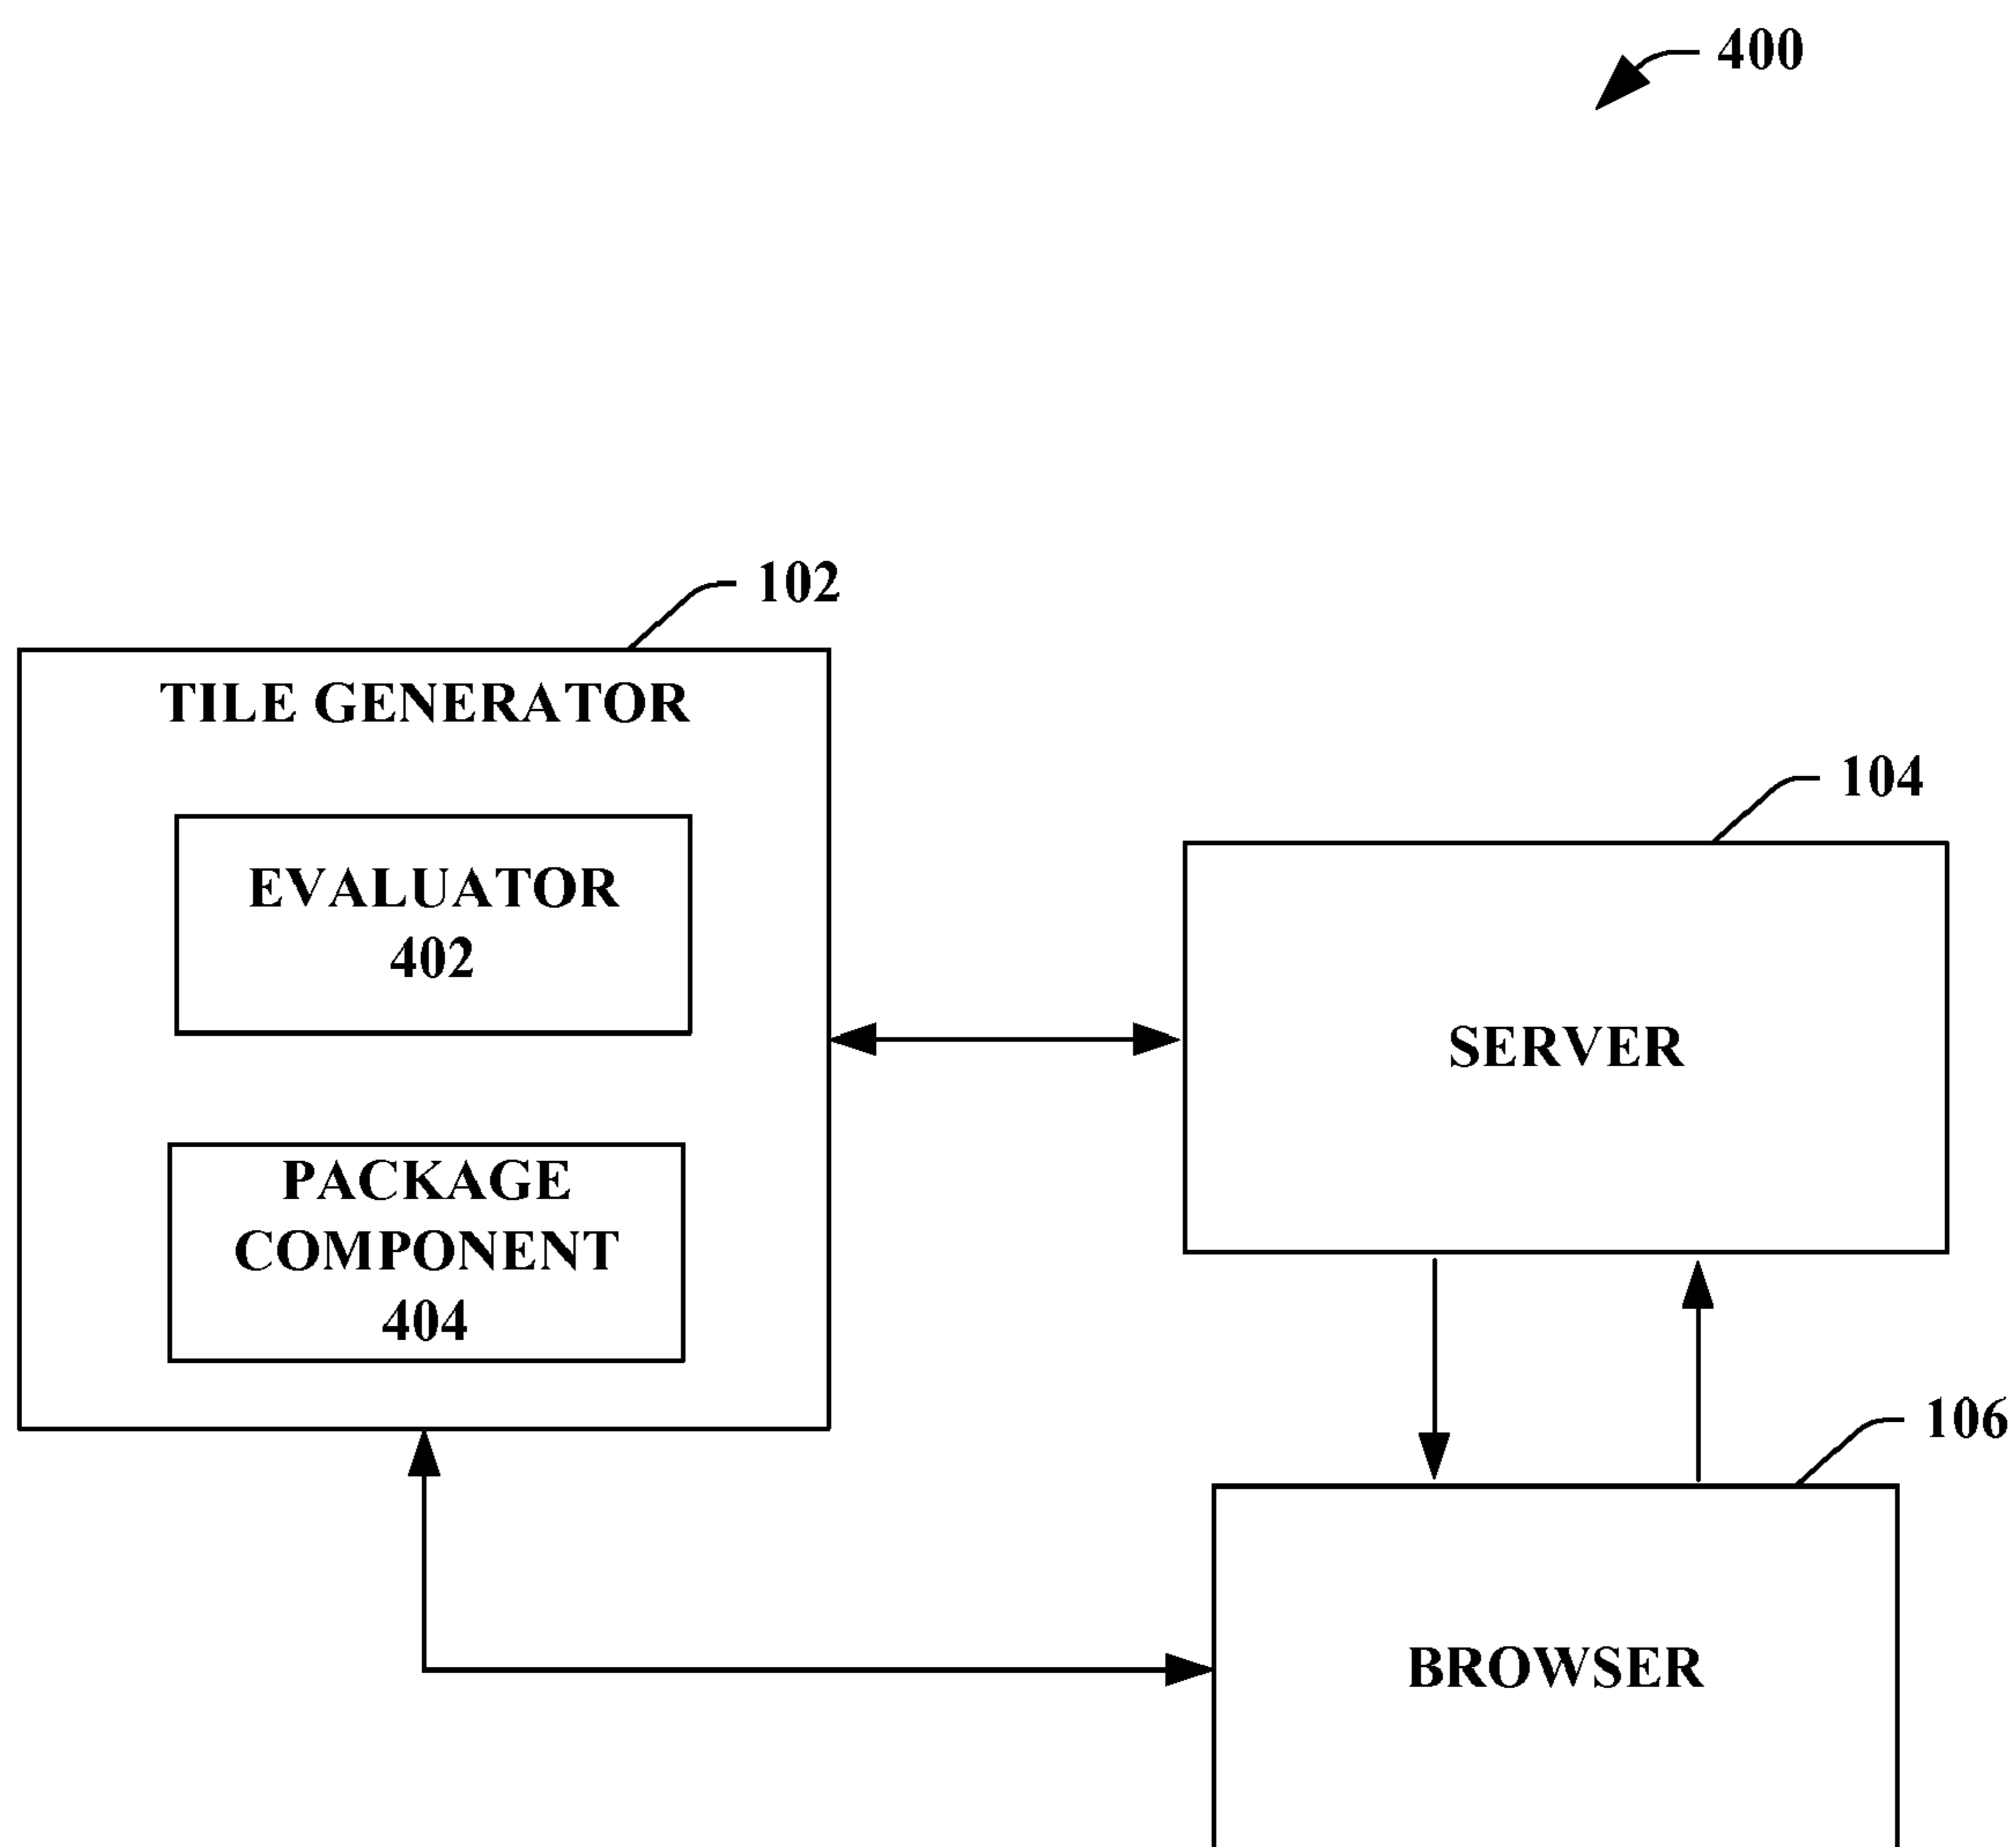 400
102
TILE GENERATOR
EVALUATOR
402
PACKAGE
COMPONENT
404
104
SERVER
106
BROWSER